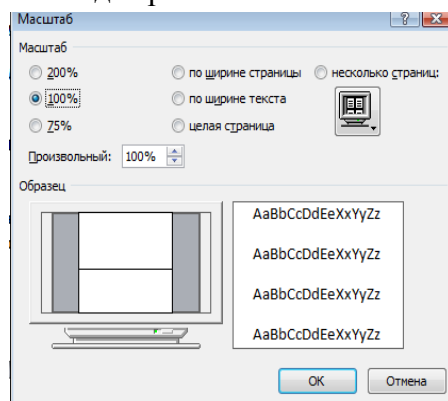 Масштаб
Масштаб
200% по ширине страницы несколько страниц:
100% по ширине текста
75% целая страница
Произвольный: 100%
Образец
AaBbCcDdEeXxYyZz
AaBbCcDdEeXxYyZz
AaBbCcDdEeXxYyZz
AaBbCcDdEeXxYyZz
ОК Отмена